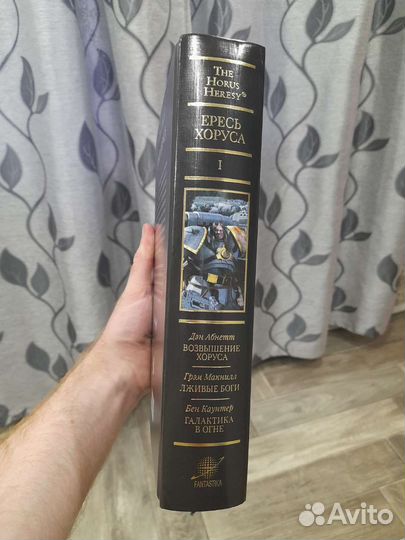 THE
HORUS
HERESY®
ЕРЕСЬ
ХОРУСА
I
Дэн Абнетт
ВОЗВЫШЕНИЕ
ХОРУСА
Грэм Макнилл
ЛЖИВЫЕ БОГИ
Бен Каунтер
ГАЛАКТИКА
В ОГНЕ
FANTASTIKA
Avito